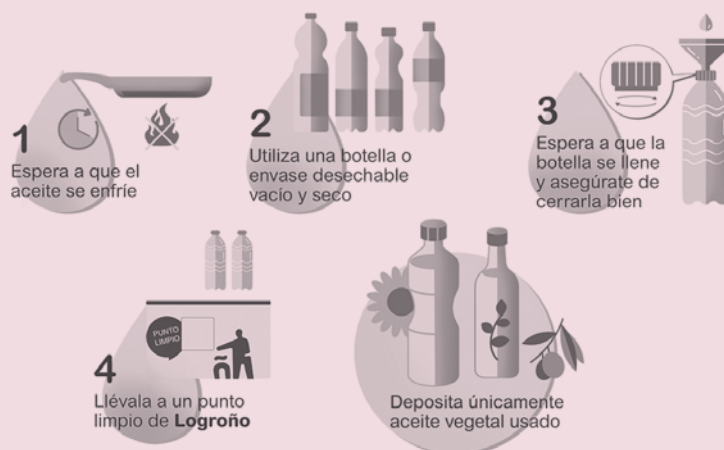 1
Espera a que el
aceite se enfríe
2
Utiliza una botella o
envase desechable
vacío y seco
3
Espera a que la
botella se llene
y asegúrate de
cerrarla bien
PUNTO
LIMPIO
4
Llévala a un punto
limpio de Logroño
Deposita únicamente
aceite vegetal usado